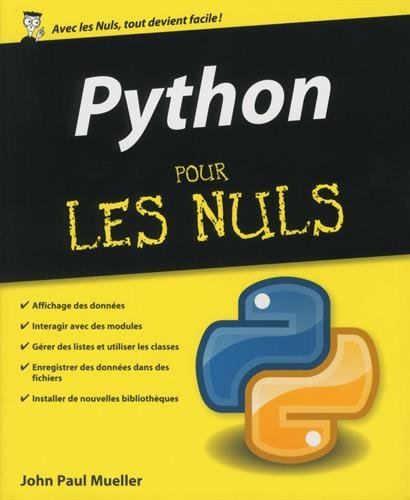 Avec les Nuls, tout devient facile !
Python
POUR
LES NULS
✓ Affichage des données
✓ Interagir avec des modules
✓ Gérer des listes et utiliser les classes
✓ Enregistrer des données dans des
fichiers
✓ Installer de nouvelles bibliothèques
John Paul Mueller